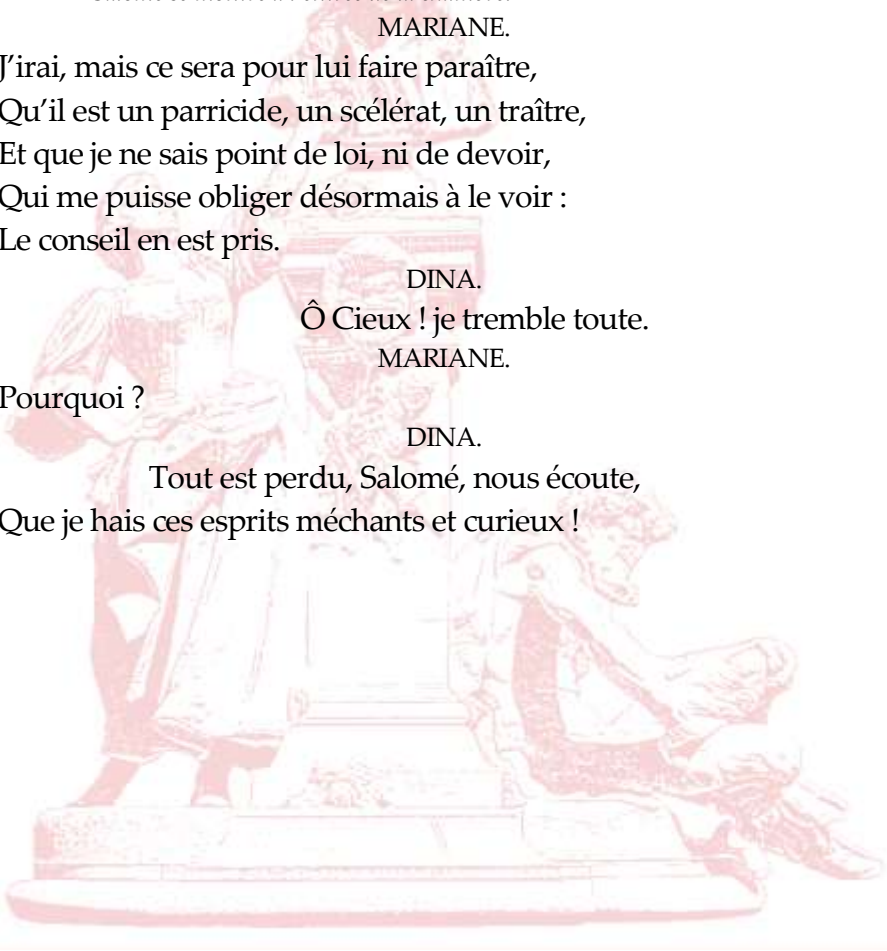 MARIANE.
J’irai, mais ce sera pour lui faire paraître,
Qu’il est un parricide, un scélérat, un traître,
Et que je ne sais point de loi, ni de devoir,
Qui me puisse obliger désormais à le voir :
Le conseil en est pris.
DINA.
Ô Cieux ! je tremble toute.
MARIANE.
Pourquoi ?
DINA.
Tout est perdu, Salomé, nous écoute,
Que je hais ces esprits méchants et curieux !